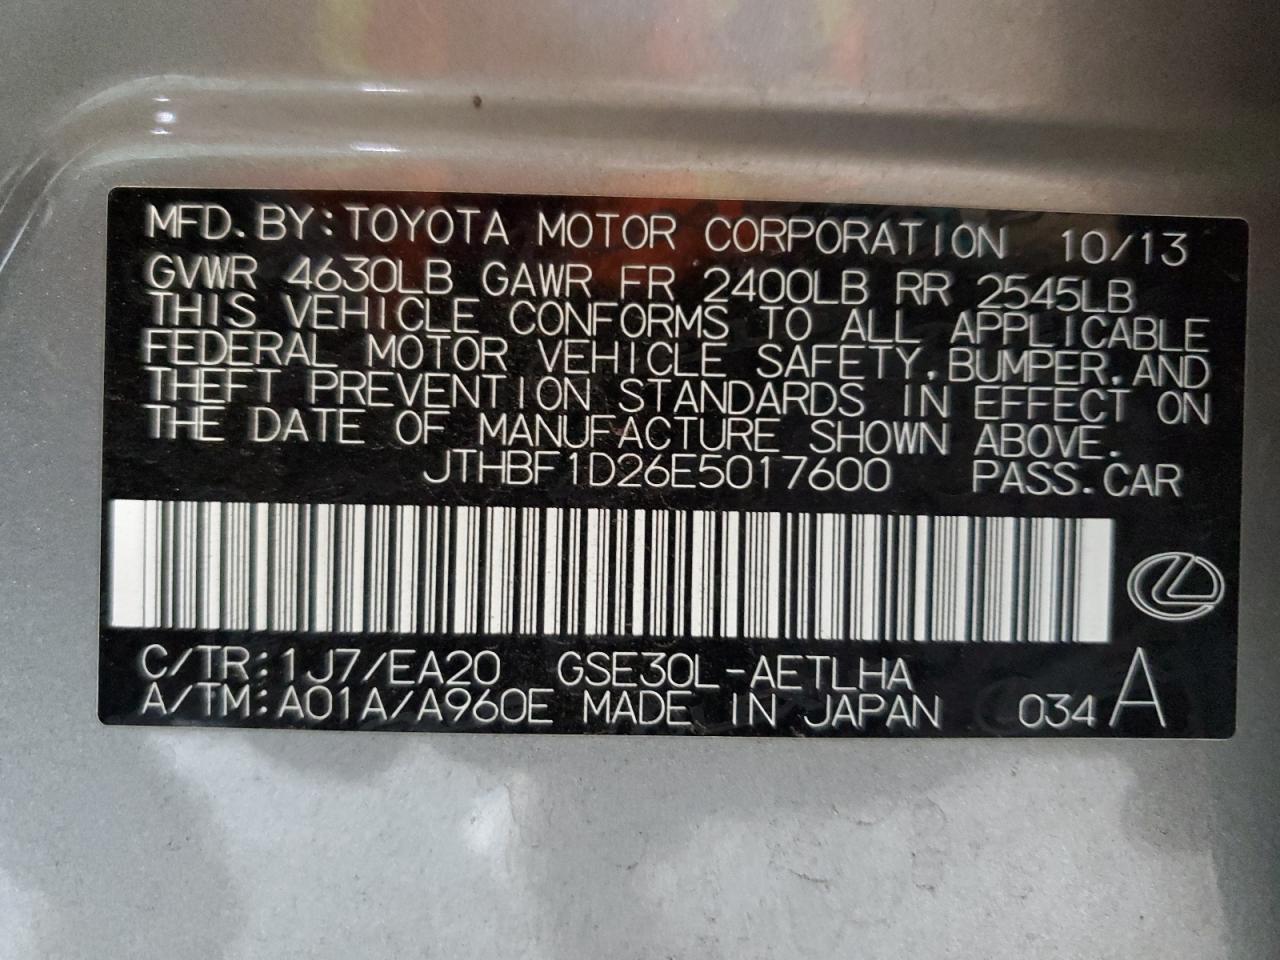 MFD. BY: TOYOTA MOTOR CORPORATION 10/13
GVWR 4630LB GAWR FR 2400LB RR 2545LB
THIS VEHICLE CONFORMS TO ALL APPLICABLE
FEDERAL MOTOR VEHICLE SAFETY, BUMPER, AND
THEFT PREVENTION STANDARDS IN EFFECT ON
THE DATE OF MANUFACTURE SHOWN ABOVE.
JTHBF1D26E5017600 PASS. CAR
C/TR: 1J7/EA20 GSE30L-AETLHA
A/TM: A01A/A960E MADE IN JAPAN 034 A